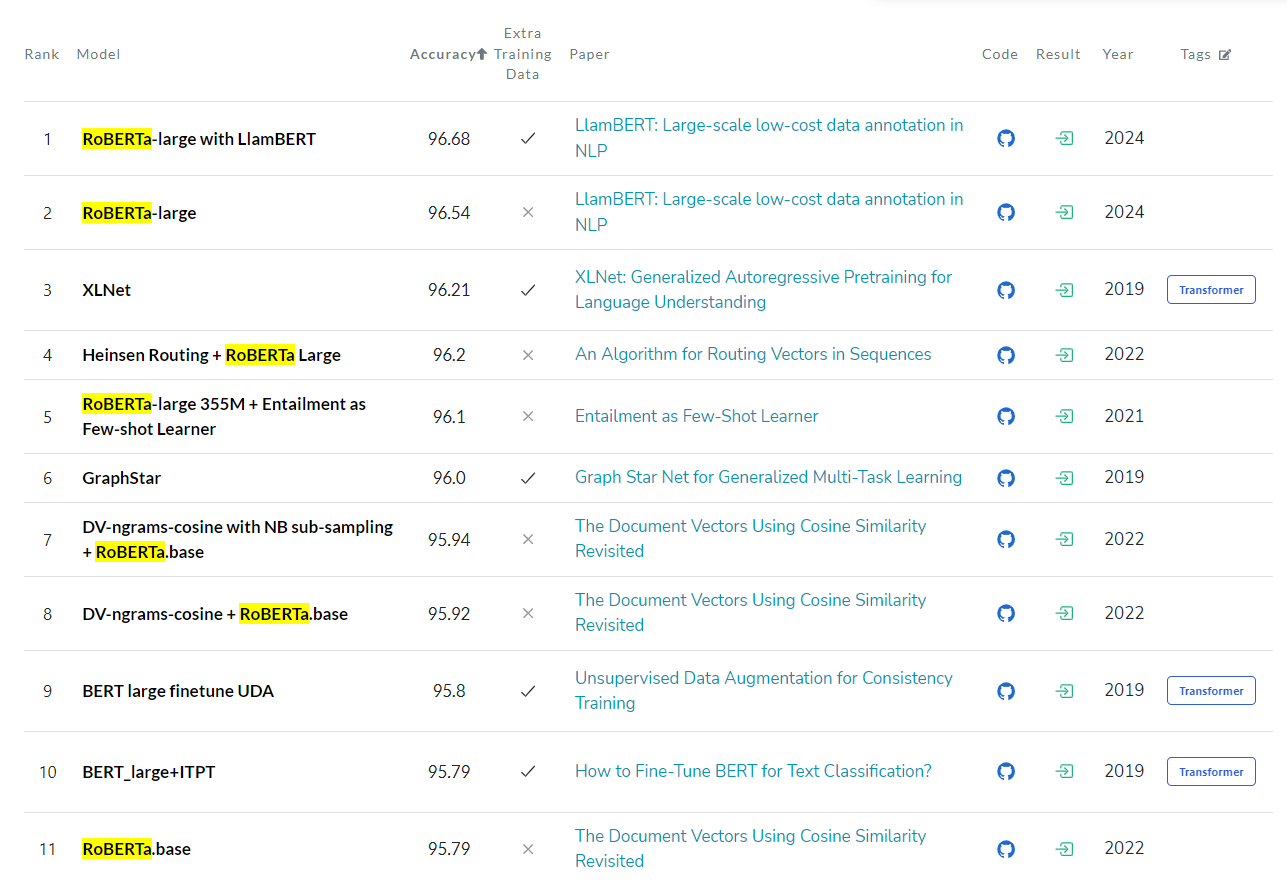 Rank Model Accuracy Extra Training Data Paper Code Result Year Tags
1 RoBERTa-large with LlamBERT 96.68 LlamBERT: Large-scale low-cost data annotation in NLP 2024
2 RoBERTa-large 96.54 LlamBERT: Large-scale low-cost data annotation in NLP 2024
3 XLNet 96.21 XLNet: Generalized Autoregressive Pretraining for Language Understanding 2019 Transformer
4 Heinsen Routing + RoBERTa Large 96.2 An Algorithm for Routing Vectors in Sequences 2022
5 RoBERTa-large 355M + Entailment as Few-shot Learner 96.1 Entailment as Few-Shot Learner 2021
6 GraphStar 96.0 Graph Star Net for Generalized Multi-Task Learning 2019
7 DV-ngrams-cosine with NB sub-sampling + RoBERTa.base 95.94 The Document Vectors Using Cosine Similarity Revisited 2022
8 DV-ngrams-cosine + RoBERTa.base 95.92 The Document Vectors Using Cosine Similarity Revisited 2022
9 BERT large finetune UDA 95.8 Unsupervised Data Augmentation for Consistency Training 2019 Transformer
10 BERT_large+ITPT 95.79 How to Fine-Tune BERT for Text Classification? 2019 Transformer
11 RoBERTa.base 95.79 The Document Vectors Using Cosine Similarity Revisited 2022